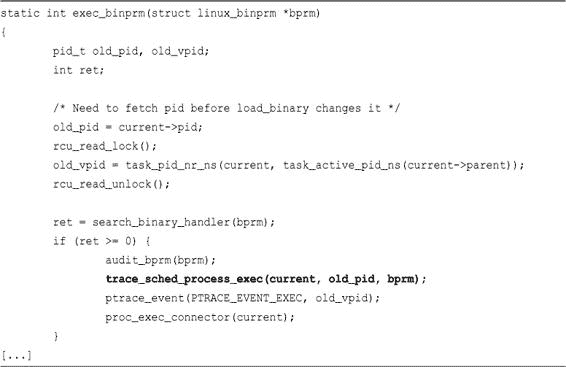 static int exec_binprm(struct linux_binprm *bprm)
{
        pid_t old_pid, old_vpid;
        int ret;

        /* Need to fetch pid before load_binary changes it */
        old_pid = current->pid;
        rcu_read_lock();
        old_vpid = task_pid_nr_ns(current, task_active_pid_ns(current->parent));
        rcu_read_unlock();

        ret = search_binary_handler(bprm);
        if (ret >= 0) {
                audit_bprm(bprm);
                trace_sched_process_exec(current, old_pid, bprm);
                ptrace_event(PTRACE_EVENT_EXEC, old_vpid);
                proc_exec_connector(current);
        }
[...]